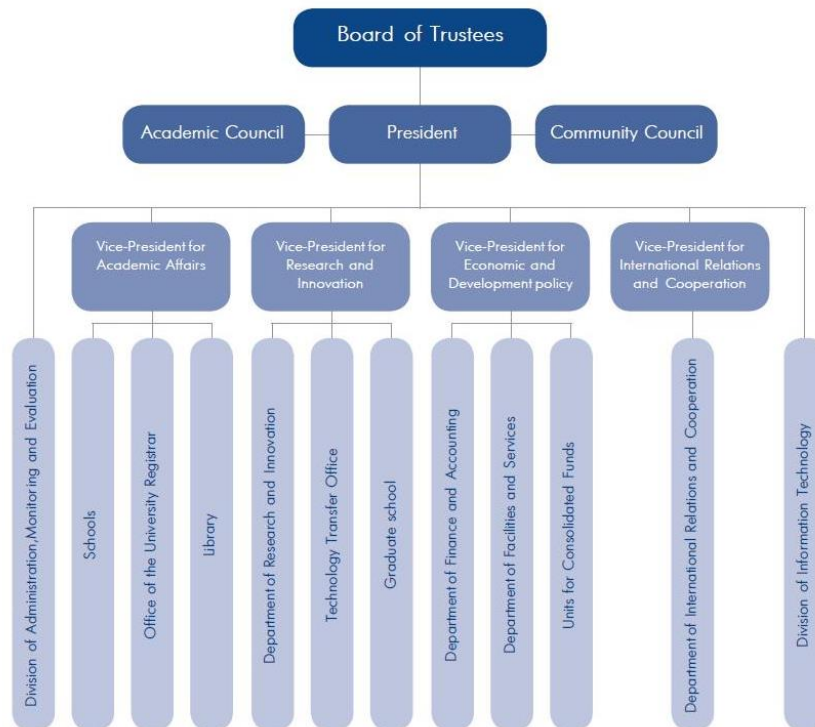 Board of Trustees
Academic Council
President
Community Council
Vice-President for
Academic Affairs
Vice-President for
Research and
Innovation
Vice-President for
Economic and
Development policy
Vice-President for
International Relations
and Cooperation
Division of Administration,Monitoring and Evaluation
Schools
Office of the University Registrar
Library
Department of Research and Innovation
Technology Transfer Office
Graduate school
Department of Finance and Accounting
Department of Facilities and Services
Units for Consolidated Funds
Department of International Relations and Cooperation
Division of Information Technology